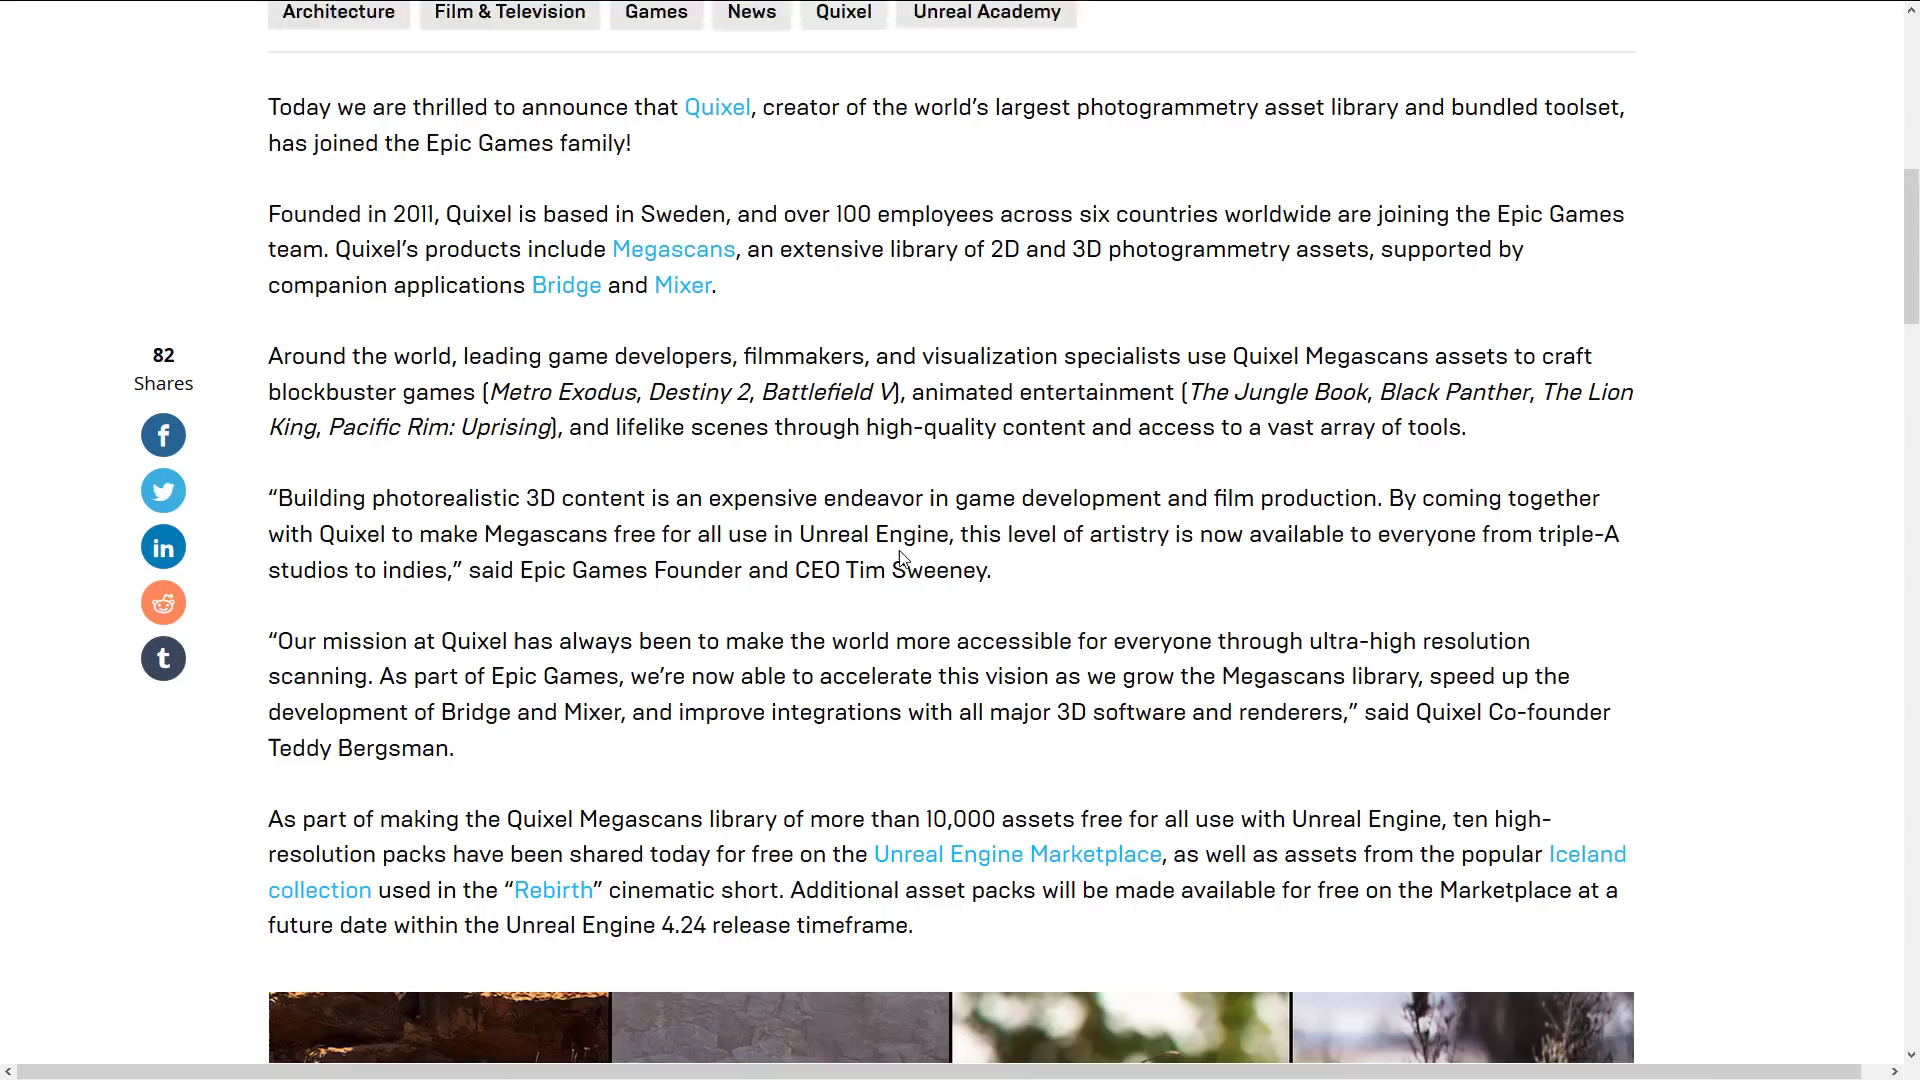 Architecture Film & Television Games News Quixel Unreal Academy
Today we are thrilled to announce that Quixel, creator of the world’s largest photogrammetry asset library and bundled toolset,
has joined the Epic Games family!
Founded in 2011, Quixel is based in Sweden, and over 100 employees across six countries worldwide are joining the Epic Games
team. Quixel’s products include Megascans, an extensive library of 2D and 3D photogrammetry assets, supported by
companion applications Bridge and Mixer.
82
Shares
Around the world, leading game developers, filmmakers, and visualization specialists use Quixel Megascans assets to craft
blockbuster games (Metro Exodus, Destiny 2, Battlefield V), animated entertainment (The Jungle Book, Black Panther, The Lion
King, Pacific Rim: Uprising), and lifelike scenes through high-quality content and access to a vast array of tools.
“Building photorealistic 3D content is an expensive endeavor in game development and film production. By coming together
with Quixel to make Megascans free for all use in Unreal Engine, this level of artistry is now available to everyone from triple-A
studios to indies,” said Epic Games Founder and CEO Tim Sweeney.
“Our mission at Quixel has always been to make the world more accessible for everyone through ultra-high resolution
scanning. As part of Epic Games, we’re now able to accelerate this vision as we grow the Megascans library, speed up the
development of Bridge and Mixer, and improve integrations with all major 3D software and renderers,” said Quixel Co-founder
Teddy Bergsman.
As part of making the Quixel Megascans library of more than 10,000 assets free for all use with Unreal Engine, ten high-
resolution packs have been shared today for free on the Unreal Engine Marketplace, as well as assets from the popular Iceland
collection used in the “Rebirth” cinematic short. Additional asset packs will be made available for free on the Marketplace at a
future date within the Unreal Engine 4.24 release timeframe.